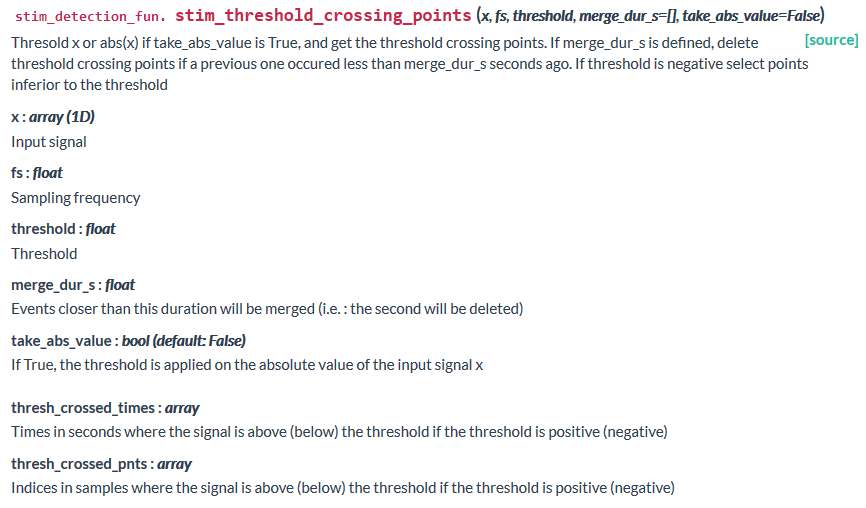 stim_detection_fun. stim_threshold_crossing_points (x, fs, threshold, merge_dur_s=[], take_abs_value=False)
[source]
Thresold x or abs(x) if take_abs_value is True, and get the threshold crossing points. If merge_dur_s is defined, delete
threshold crossing points if a previous one occured less than merge_dur_s seconds ago. If threshold is negative select points
inferior to the threshold
x : array (1D)
Input signal
fs : float
Sampling frequency
threshold : float
Threshold
merge_dur_s : float
Events closer than this duration will be merged (i.e. : the second will be deleted)
take_abs_value : bool (default: False)
If True, the threshold is applied on the absolute value of the input signal x
thresh_crossed_times : array
Times in seconds where the signal is above (below) the threshold if the threshold is positive (negative)
thresh_crossed_pnts : array
Indices in samples where the signal is above (below) the threshold if the threshold is positive (negative)